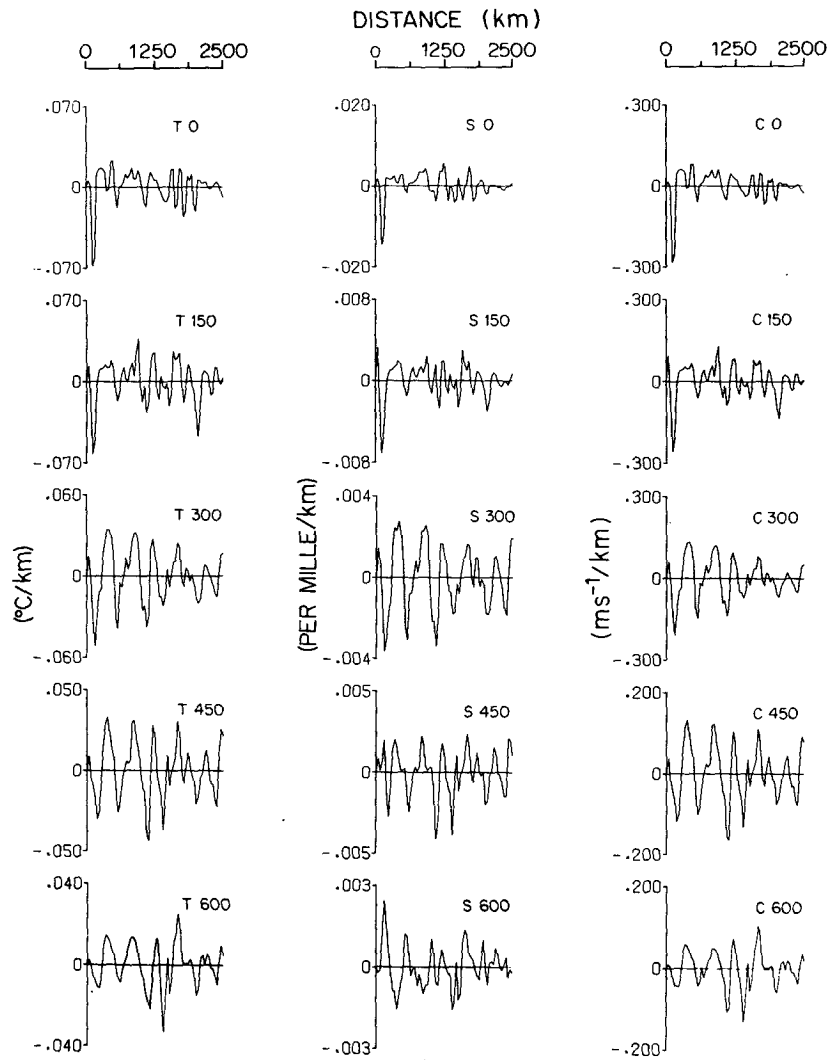 DISTANCE (km)
0 1250 2500
0 1250 2500
0 1250 2500
.070
0
-.070
T 0
.020
0
-.020
S 0
.300
0
-.300
C 0
.070
0
-.070
T 150
.008
0
-.008
S 150
.300
0
-.300
C 150
.060
0
-.060
T 300
.004
0
-.004
S 300
.300
0
-.300
C 300
(°C/km)
(PER MILLE/km)
(ms⁻¹/km)
.050
0
-.050
T 450
.005
0
-.005
S 450
.200
0
-.200
C 450
.040
0
-.040
T 600
.003
0
-.003
S 600
.200
0
-.200
C 600